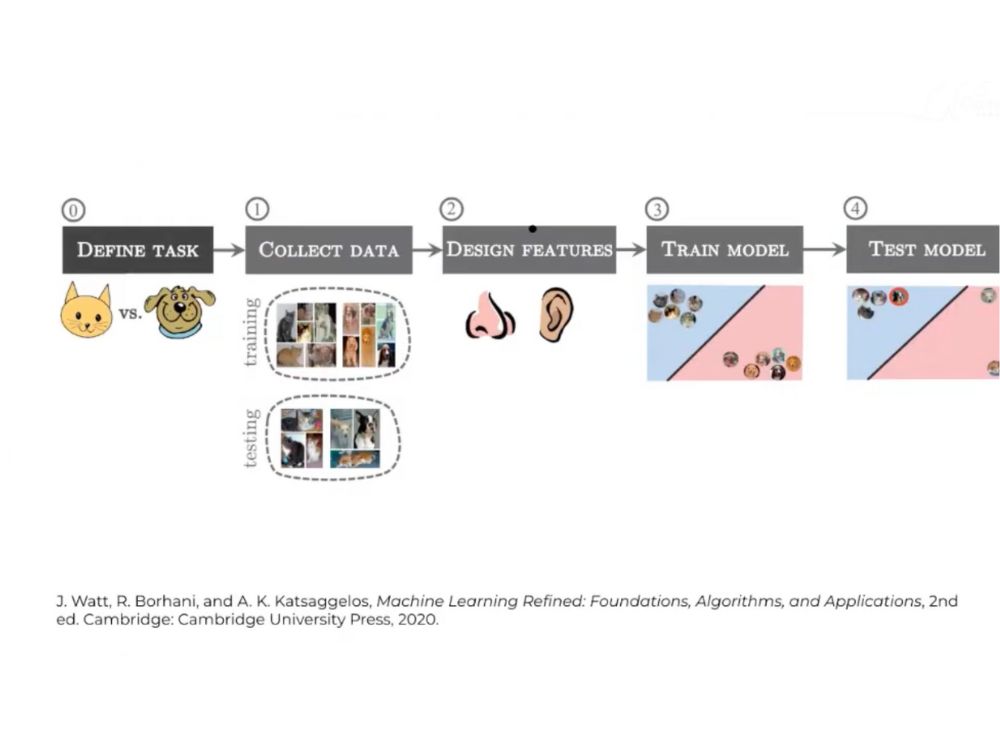 0
1
2
3
4
DEFINE TASK
COLLECT DATA
DESIGN FEATURES
TRAIN MODEL
TEST MODEL
vs.
training
testing
J. Watt, R. Borhani, and A. K. Katsaggelos, Machine Learning Refined: Foundations, Algorithms, and Applications, 2nd
ed. Cambridge: Cambridge University Press, 2020.